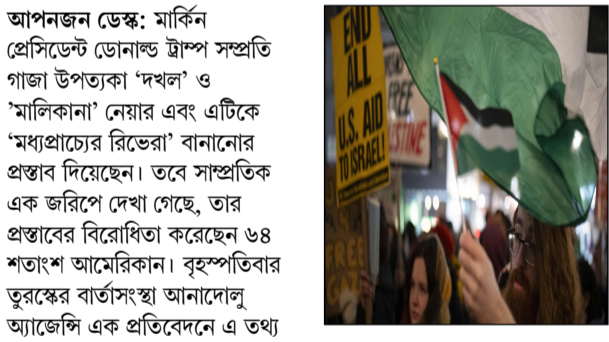 আপনজন ডেস্ক: মার্কিন
প্রেসিডেন্ট ডোনাল্ড ট্রাম্প সম্প্রতি
গাজা উপত্যকা ‘দখল’ ও
’মালিকানা’ নেয়ার এবং এটিকে
‘মধ্যপ্রাচ্যের রিভেরা’ বানানোর
প্রস্তাব দিয়েছেন। তবে সাম্প্রতিক
এক জরিপে দেখা গেছে, তার
প্রস্তাবের বিরোধিতা করেছেন ৬৪
শতাংশ আমেরিকান। বৃহস্পতিবার
তুরস্কের বার্তাসংস্থা আনাদোলু
অ্যাজেন্সি এক প্রতিবেদনে এ তথ্য
END
ALL
U.S. AID
TO ISRAEL!
FREE
FREE